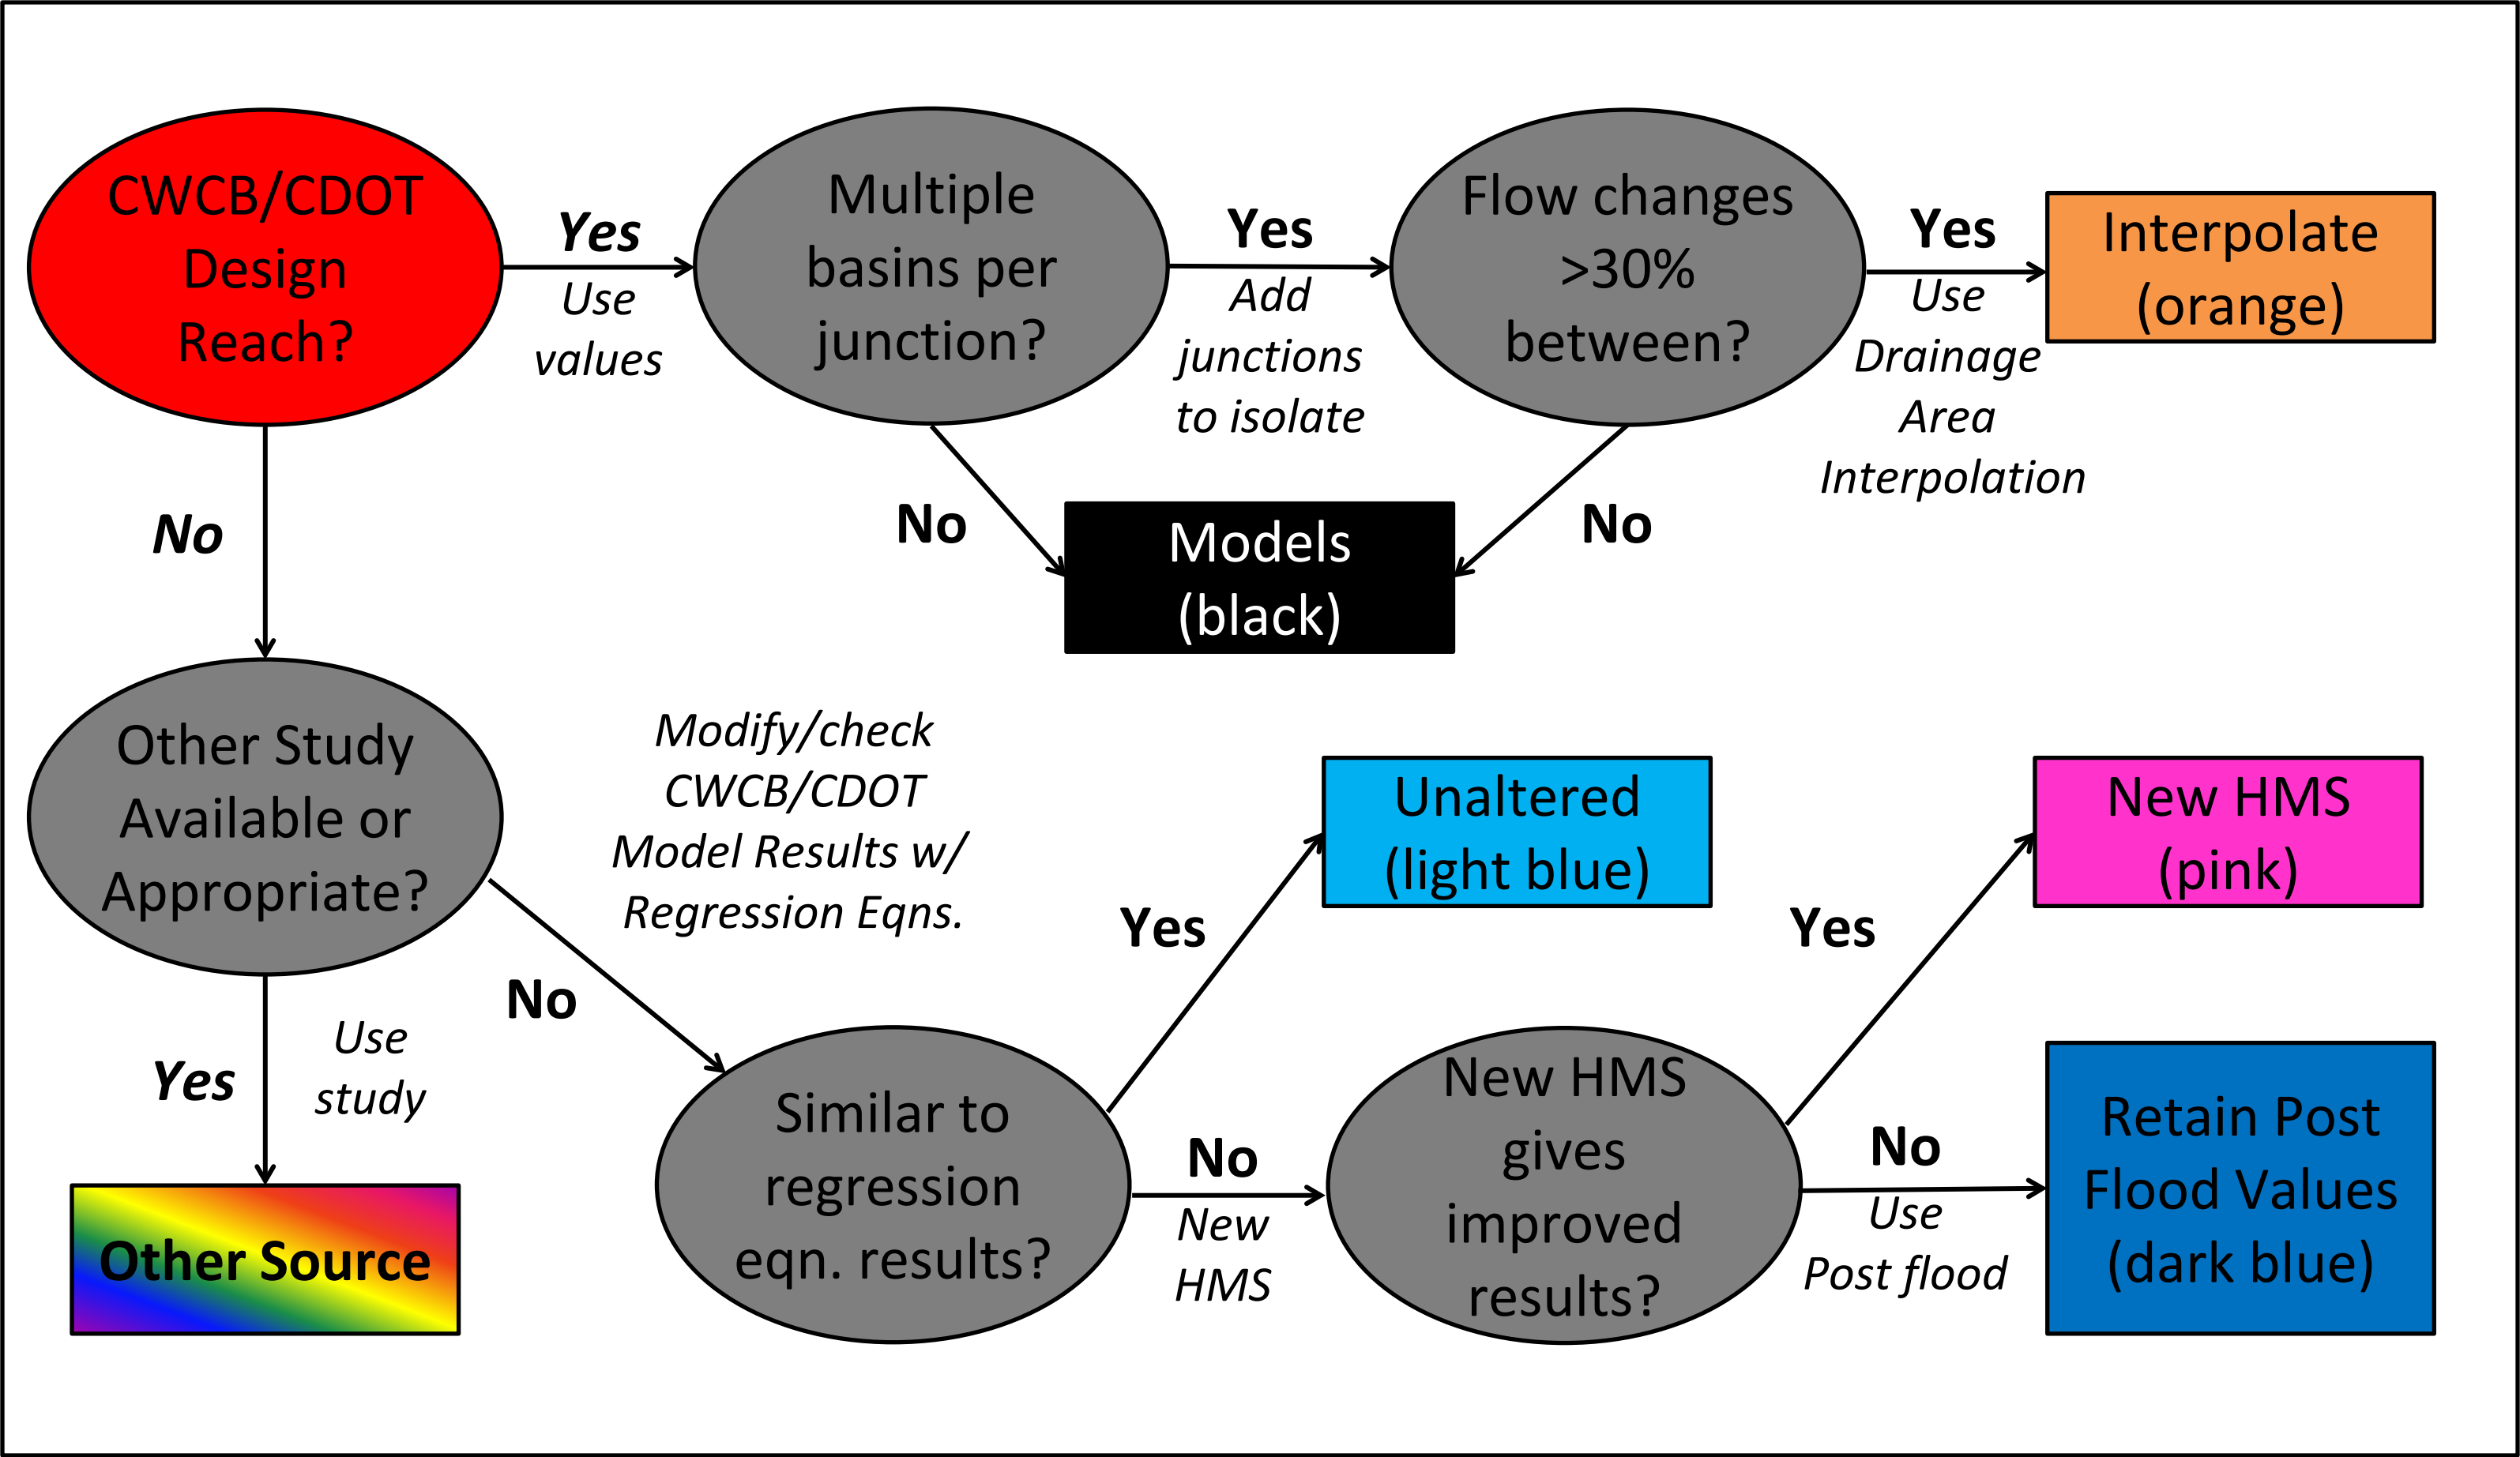 CWCB/CDOT
Design
Reach?
Yes
Use
values
Multiple
basins per
junction?
Yes
Add
junctions
to isolate
Flow changes
>30%
between?
Yes
Use
Drainage
Area
Interpolation
Interpolate
(orange)
No
No
Models
(black)
No
Other Study
Available or
Appropriate?
Modify/check
CWCB/CDOT
Model Results w/
Regression Eqns.
No
Yes
Use
study
Other Source
Similar to
regression
eqn. results?
Yes
Unaltered
(light blue)
No
New
HMS
New HMS
gives
improved
results?
Yes
New HMS
(pink)
No
Use
Post flood
Retain Post
Flood Values
(dark blue)